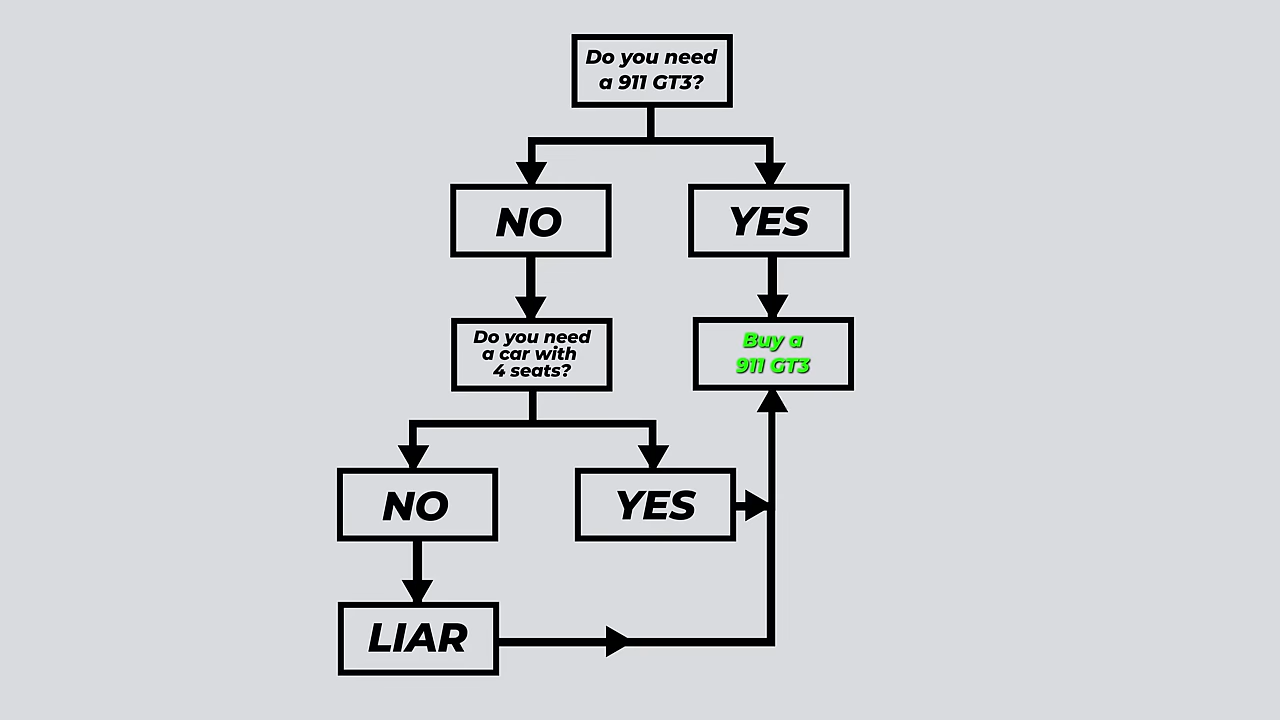 Do you need
a 911 GT3?
NO
YES
Do you need
a car with
4 seats?
Buy a
911 GT3
NO
YES
LIAR